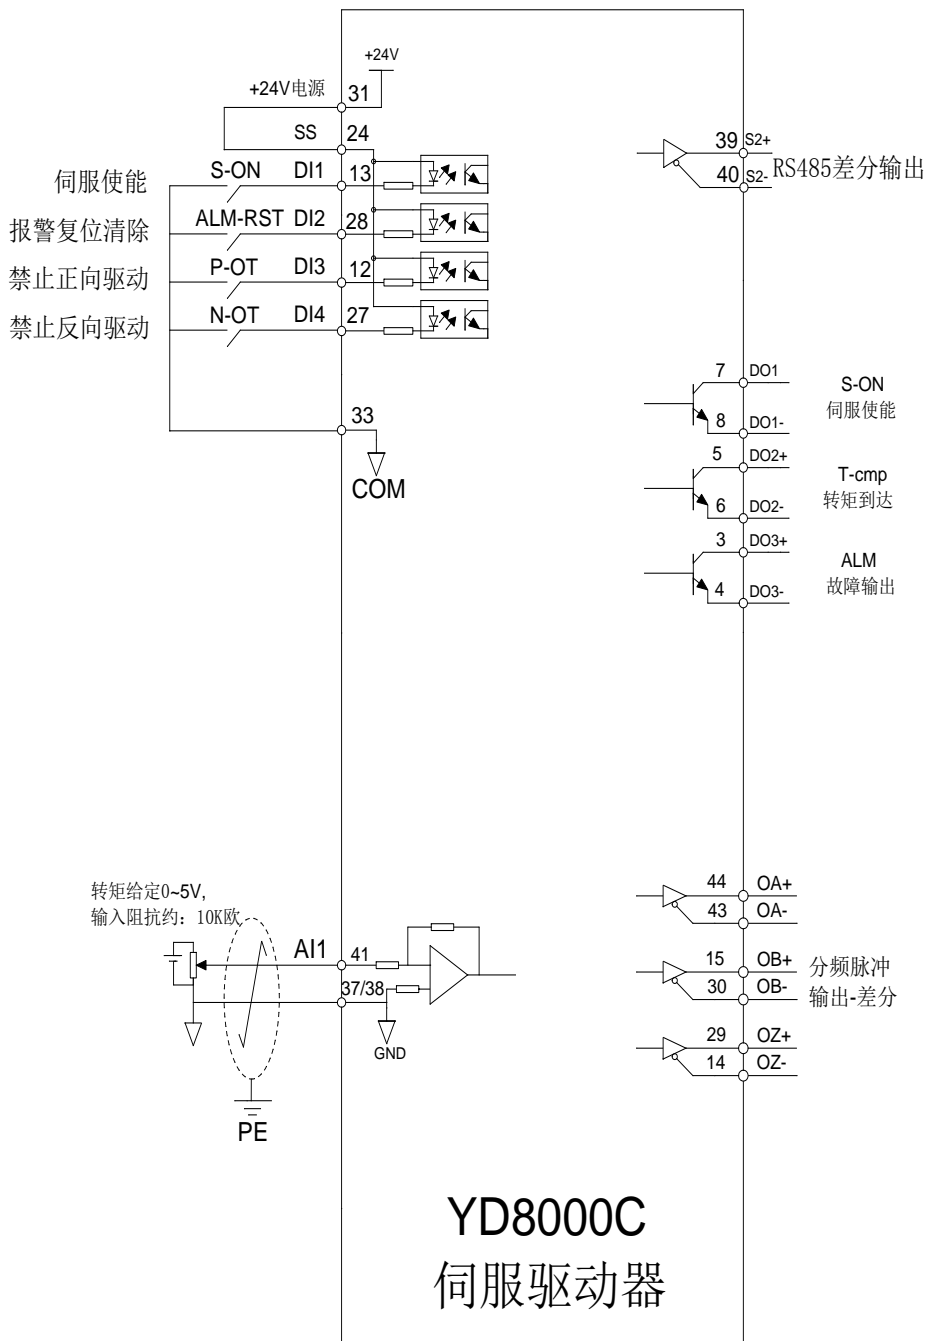 +24V
+24V电源 31
SS 24
伺服使能 S-ON DI1 13
报警复位清除 ALM-RST DI2 28
禁止正向驱动 P-OT DI3 12
禁止反向驱动 N-OT DI4 27
33
COM
39 S2+
40 S2-
RS485差分输出
7 DO1
8 DO1-
S-ON
伺服使能
5 DO2+
6 DO2-
T-cmp
转矩到达
3 DO3+
4 DO3-
ALM
故障输出
转矩给定0~5V,
输入阻抗约：10K欧
AI1 41
37/38
GND
PE
44 OA+
43 OA-
15 OB+
30 OB-
分频脉冲
输出-差分
29 OZ+
14 OZ-
YD8000C
伺服驱动器